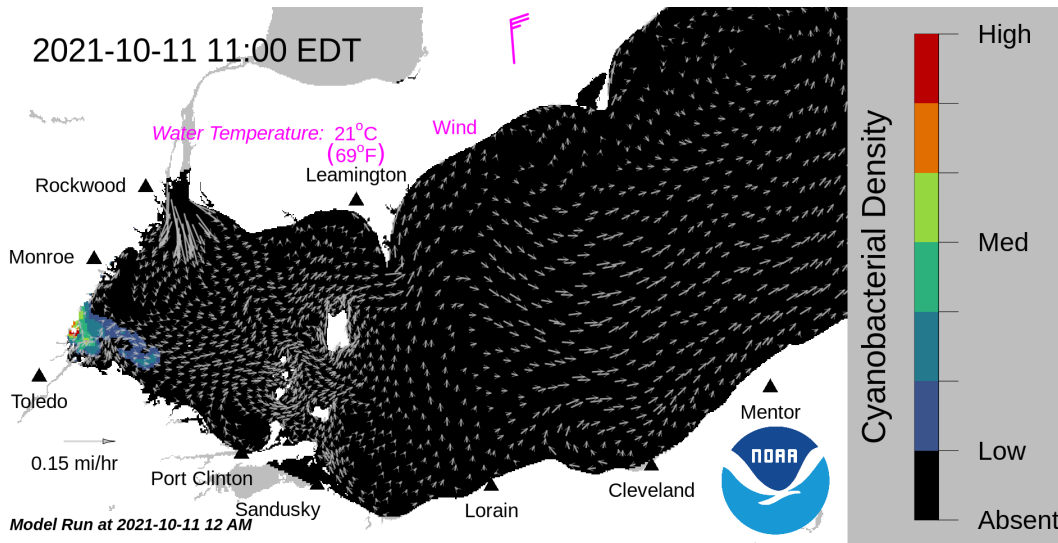 2021-10-11 11:00 EDT
High
Wind
Water Temperature: 21°C
(69°F)
Leamington
Rockwood
Cyanobacterial Density
Med
Monroe
Toledo
Mentor
0.15 mi/hr
NOAA
Low
Port Clinton
Cleveland
Sandusky
Lorain
Model Run at 2021-10-11 12 AM
Absent